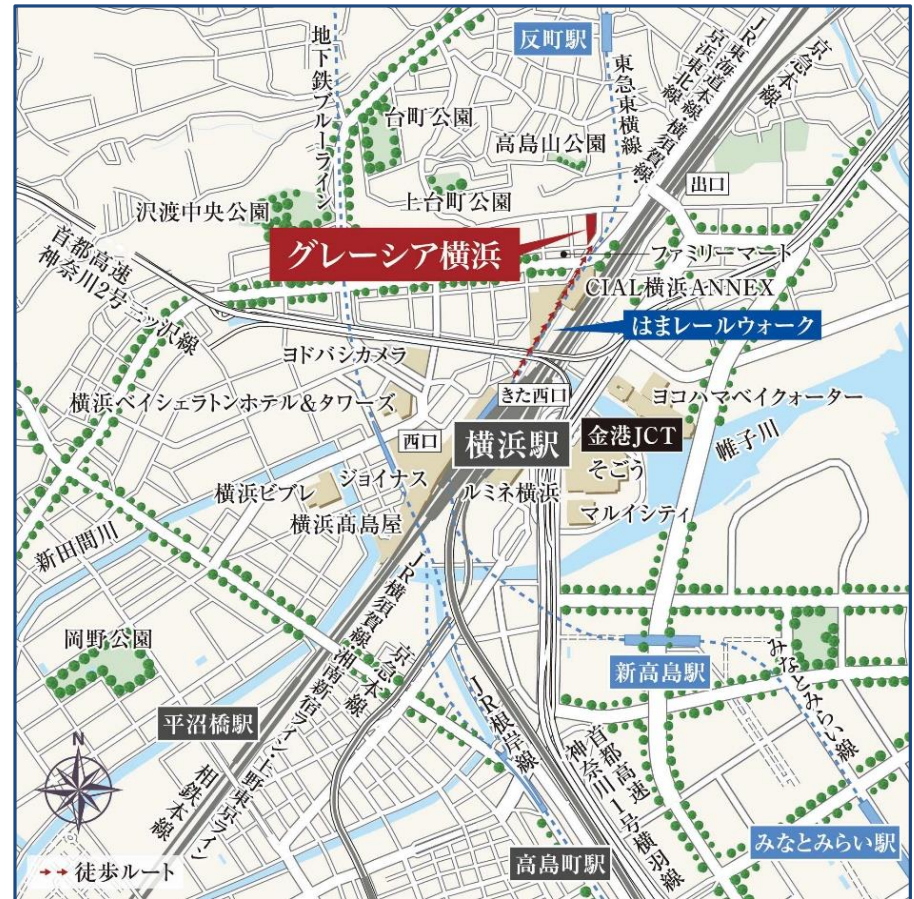 反町駅
地下鉄ブルーライン
東急東横線
JR東海道本線・横須賀線・
京浜東北線
京急本線
台町公園
高島山公園
出口
上台町公園
沢渡中央公園
グレーシア横浜
ファミリーマート
CIAL横浜ANNEX
首都高速
神奈川2号三ツ沢線
はまレールウォーク
ヨドバシカメラ
きた西口
ヨコハマベイクォーター
横浜ベイシェラトンホテル&タワーズ
西口
横浜駅
金港JCT
帷子川
そごう
ジョイナス
ルミネ横浜
横浜ビブレ
マルイシティ
横浜髙島屋
新田間川
JR横須賀線・湘南新宿ライン・上野東京ライン
京急本線
JR根岸線
岡野公園
新高島駅
みなとみらい線
平沼橋駅
首都高速
神奈川1号横羽線
N
相鉄本線
みなとみらい駅
高島町駅
徒歩ルート